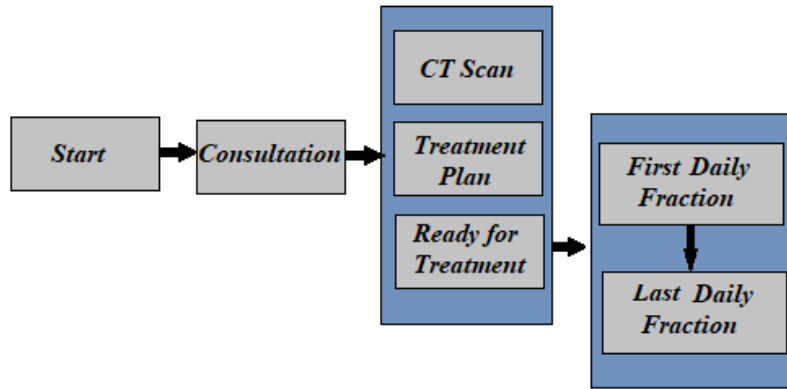 Start
Consultation
CT Scan
Treatment
Plan
Ready for
Treatment
First Daily
Fraction
Last Daily
Fraction